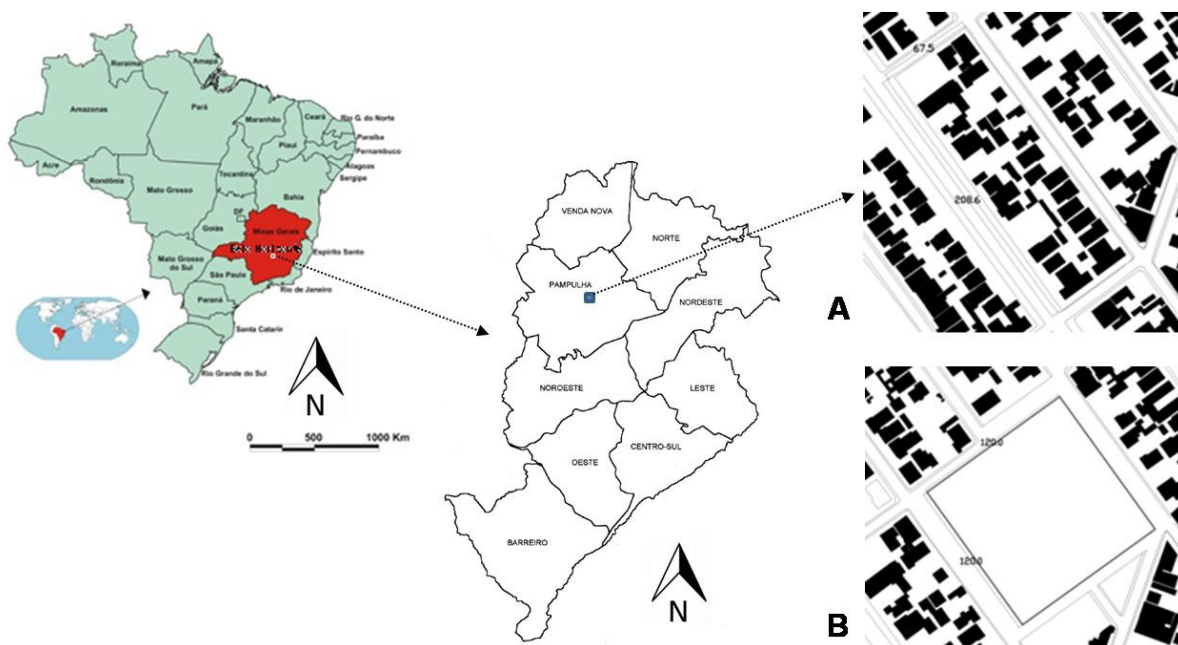 Roraima
Amapá
Amazonas
Pará
Maranhão
Ceará
Rio G. do Norte
Paraíba
Pernambuco
Piauí
Alagoas
Sergipe
Acre
Rondônia
Tocantins
Mato Grosso
Bahia
DF
Goiás
Minas Gerais
Mato Grosso
do Sul
Espírito Santo
São Paulo
Rio de Janeiro
Paraná
Santa Catarin
Rio Grande do Sul
N
0 500 1000 Km
VENDA NOVA
NORTE
PAMPULHA
NORDESTE
NOROESTE
LESTE
CENTRO-SUL
OESTE
BARREIRO
N
67.5
208.6
A
120.0
120.0
B